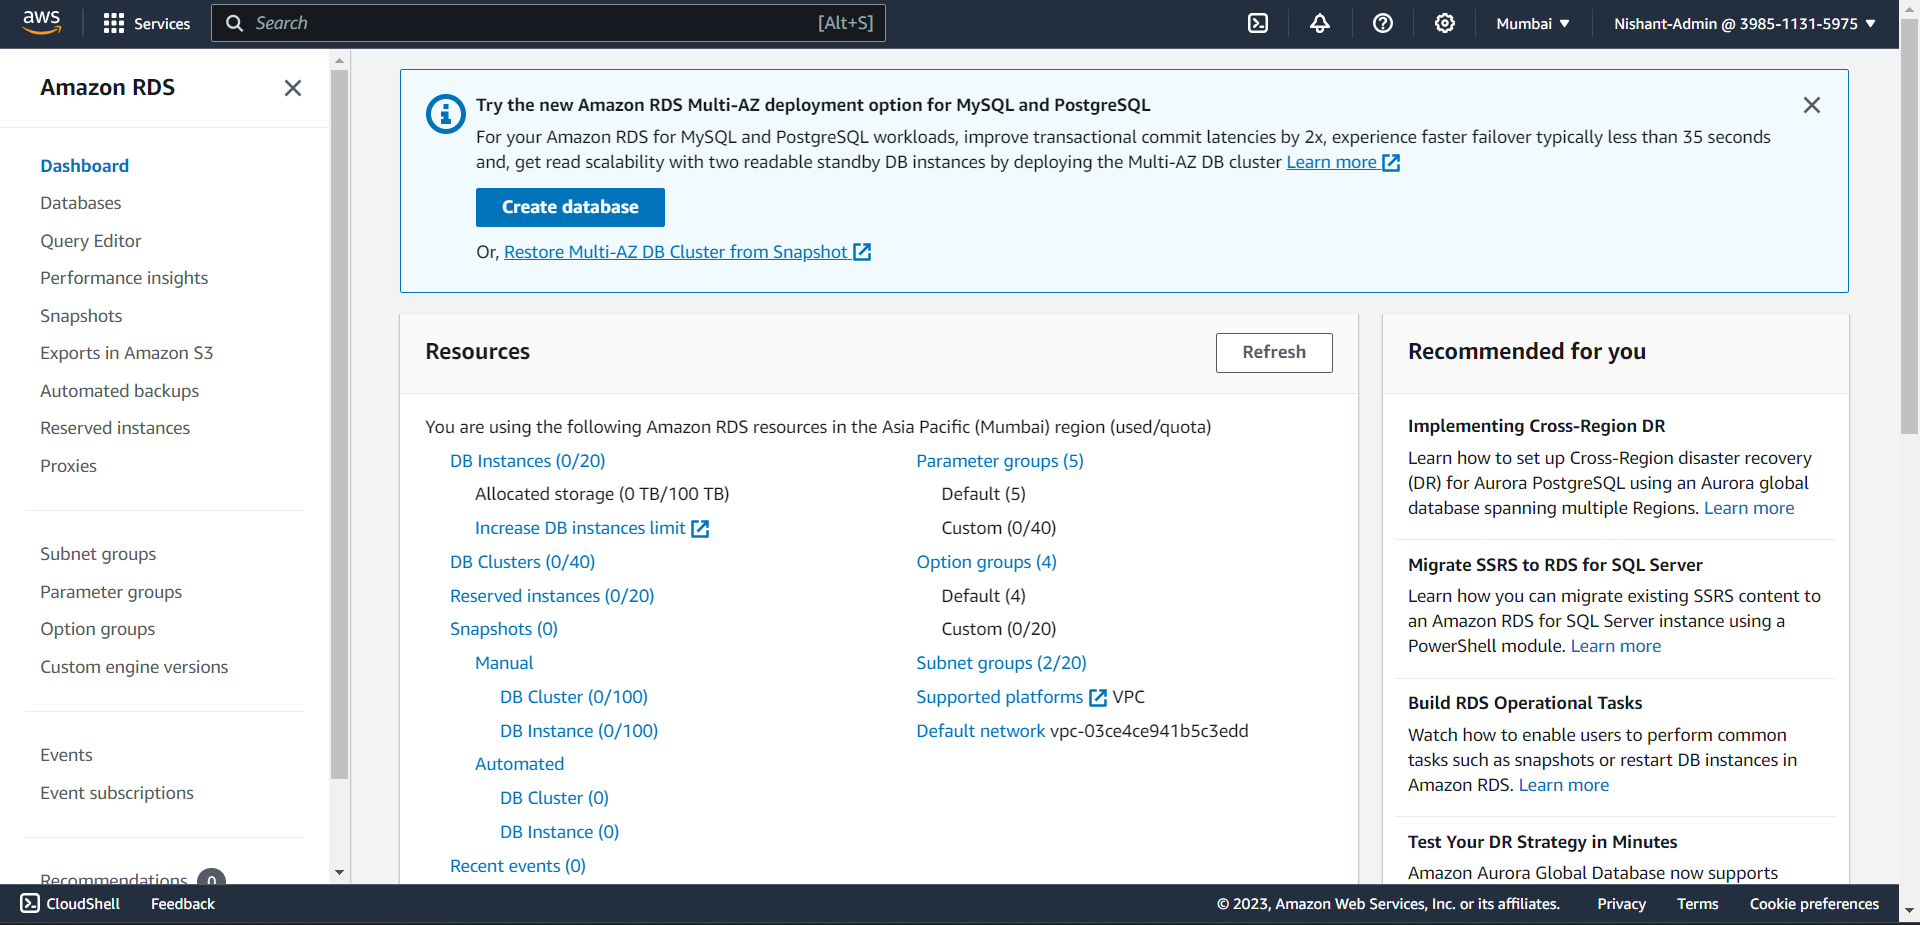 aws
Services
Search
[Alt+S]
Mumbai
Nishant-Admin @ 3985-1131-5975
Amazon RDS
Dashboard
Databases
Query Editor
Performance insights
Snapshots
Exports in Amazon S3
Automated backups
Reserved instances
Proxies
Subnet groups
Parameter groups
Option groups
Custom engine versions
Events
Event subscriptions
Recommendations 0
Try the new Amazon RDS Multi-AZ deployment option for MySQL and PostgreSQL
For your Amazon RDS for MySQL and PostgreSQL workloads, improve transactional commit latencies by 2x, experience faster failover typically less than 35 seconds
and, get read scalability with two readable standby DB instances by deploying the Multi-AZ DB cluster Learn more
Create database
Or, Restore Multi-AZ DB Cluster from Snapshot
Resources
Refresh
You are using the following Amazon RDS resources in the Asia Pacific (Mumbai) region (used/quota)
DB Instances (0/20)
Allocated storage (0 TB/100 TB)
Increase DB instances limit
DB Clusters (0/40)
Reserved instances (0/20)
Snapshots (0)
Manual
DB Cluster (0/100)
DB Instance (0/100)
Automated
DB Cluster (0)
DB Instance (0)
Recent events (0)
Parameter groups (5)
Default (5)
Custom (0/40)
Option groups (4)
Default (4)
Custom (0/20)
Subnet groups (2/20)
Supported platforms VPC
Default network vpc-03ce4ce941b5c3edd
Recommended for you
Implementing Cross-Region DR
Learn how to set up Cross-Region disaster recovery
(DR) for Aurora PostgreSQL using an Aurora global
database spanning multiple Regions. Learn more
Migrate SSRS to RDS for SQL Server
Learn how you can migrate existing SSRS content to
an Amazon RDS for SQL Server instance using a
PowerShell module. Learn more
Build RDS Operational Tasks
Watch how to enable users to perform common
tasks such as snapshots or restart DB instances in
Amazon RDS. Learn more
Test Your DR Strategy in Minutes
Amazon Aurora Global Database now supports
CloudShell
Feedback
© 2023, Amazon Web Services, Inc. or its affiliates.
Privacy
Terms
Cookie preferences